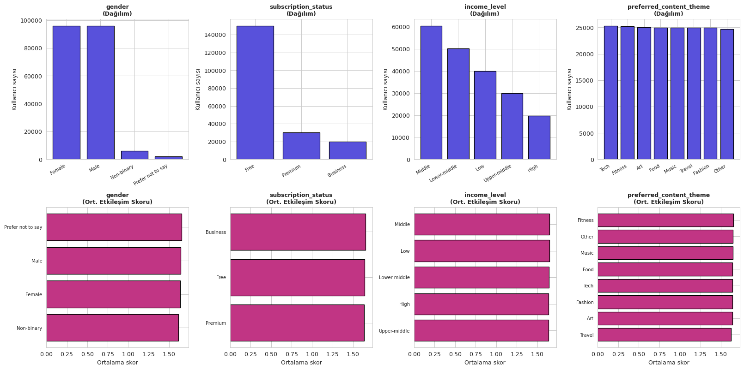 gender
(Dağılım)
Kullanıcı sayısı
100000
80000
60000
40000
20000
0
Female
Male
Non-binary
Prefer not to say
subscription_status
(Dağılım)
Kullanıcı sayısı
140000
120000
100000
80000
60000
40000
20000
0
Free
Premium
Business
income_level
(Dağılım)
Kullanıcı sayısı
60000
50000
40000
30000
20000
10000
0
Middle
Lower-middle
Low
Upper-middle
High
preferred_content_theme
(Dağılım)
Kullanıcı sayısı
25000
20000
15000
10000
5000
0
Tech
Fitness
Art
Food
Music
Travel
Fashion
Other
gender
(Ort. Etkileşim Skoru)
Prefer not to say
Male
Female
Non-binary
0.00 0.25 0.50 0.75 1.00 1.25 1.50
Ortalama skor
subscription_status
(Ort. Etkileşim Skoru)
Business
Free
Premium
0.00 0.25 0.50 0.75 1.00 1.25 1.50
Ortalama skor
income_level
(Ort. Etkileşim Skoru)
Middle
Low
Lower-middle
High
Upper-middle
0.00 0.25 0.50 0.75 1.00 1.25 1.50
Ortalama skor
preferred_content_theme
(Ort. Etkileşim Skoru)
Fitness
Other
Music
Food
Tech
Fashion
Art
Travel
0.00 0.25 0.50 0.75 1.00 1.25 1.50
Ortalama skor